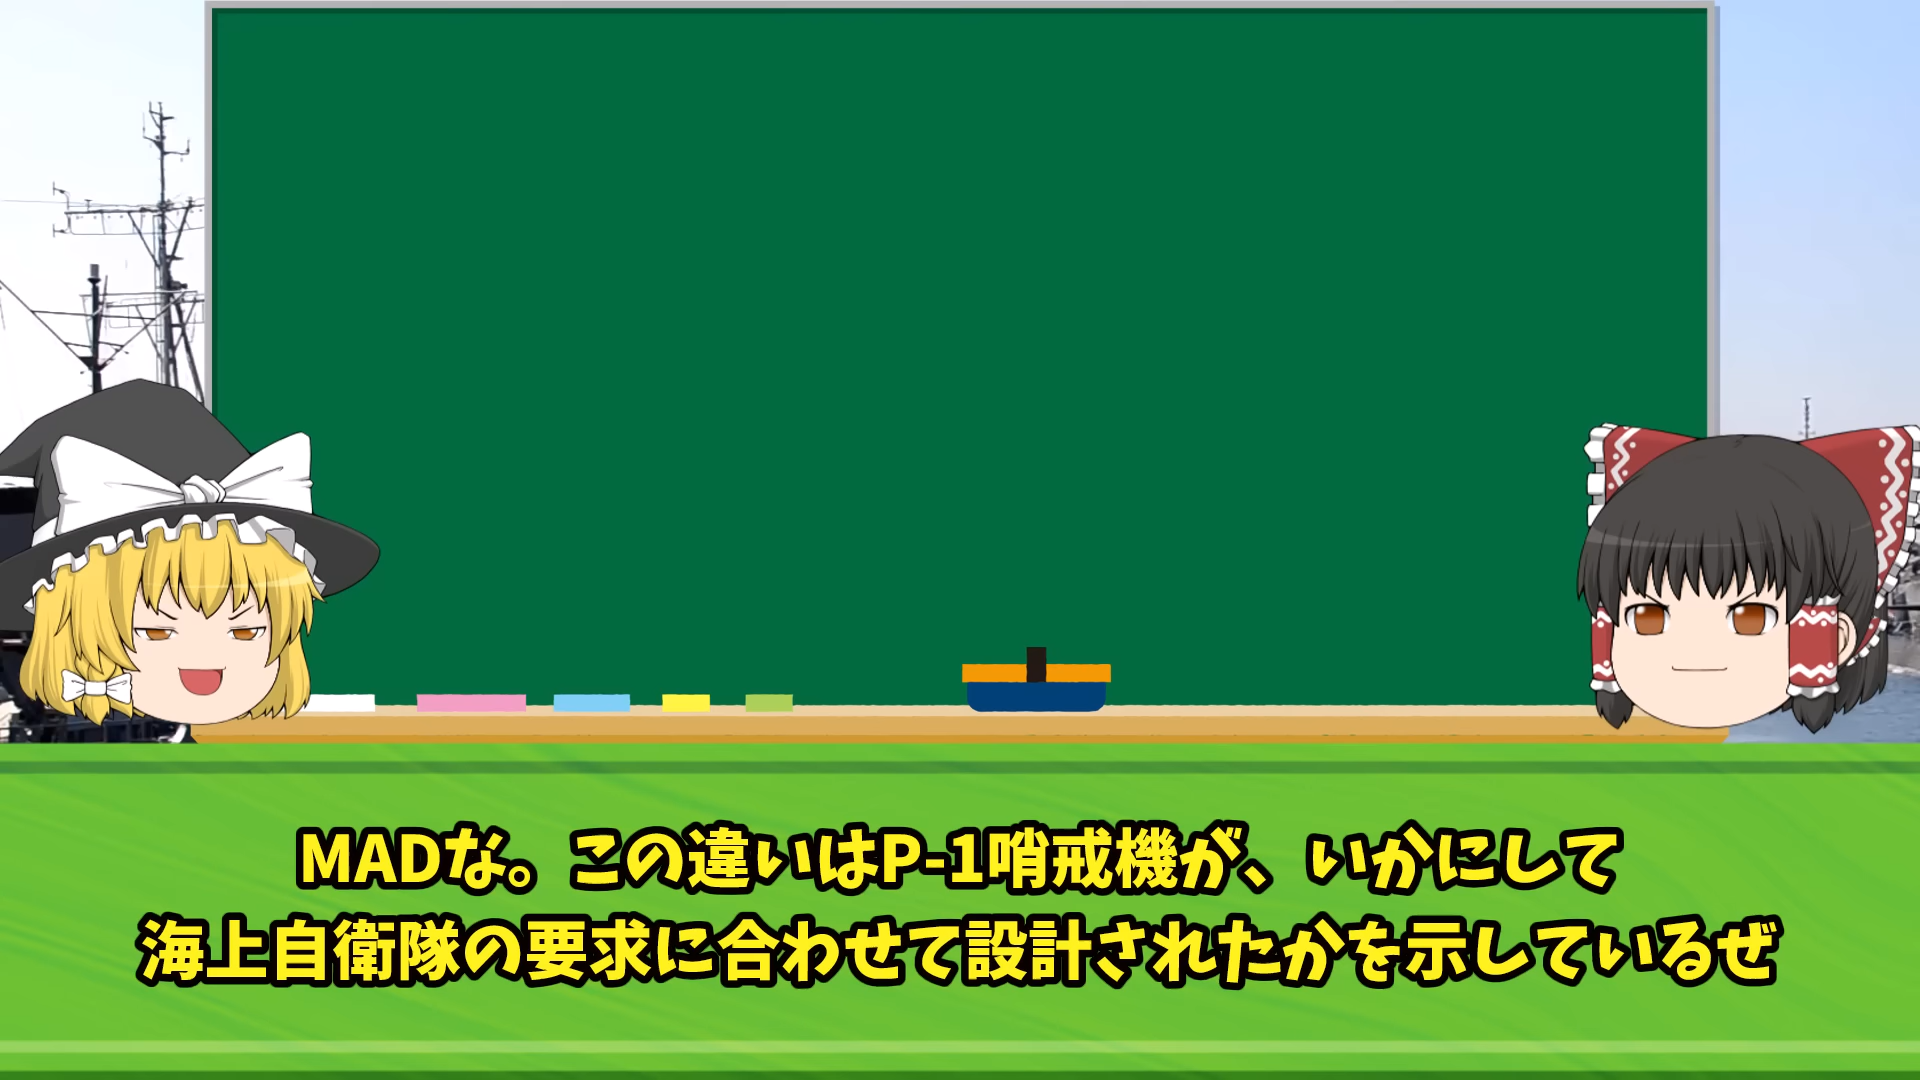 MADな。この違いはP-1哨戒機が、いかにして
海上自衛隊の要求に合わせて設計されたかを示しているぜ